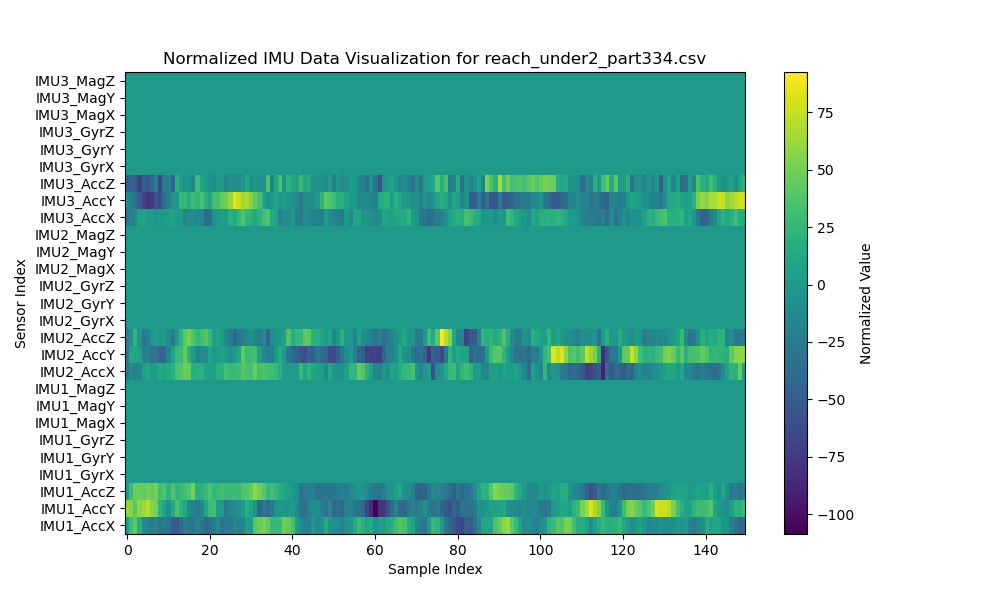 Normalized IMU Data Visualization for reach_under2_part334.csv
IMU3_MagZ
IMU3_MagY
IMU3_MagX
IMU3_GyrZ
IMU3_GyrY
IMU3_GyrX
IMU3_AccZ
IMU3_AccY
IMU3_AccX
IMU2_MagZ
IMU2_MagY
IMU2_MagX
IMU2_GyrZ
IMU2_GyrY
IMU2_GyrX
IMU2_AccZ
IMU2_AccY
IMU2_AccX
IMU1_MagZ
IMU1_MagY
IMU1_MagX
IMU1_GyrZ
IMU1_GyrY
IMU1_GyrX
IMU1_AccZ
IMU1_AccY
IMU1_AccX
Sensor Index
0 20 40 60 80 100 120 140
Sample Index
75
50
25
0
−25
−50
−75
−100
Normalized Value